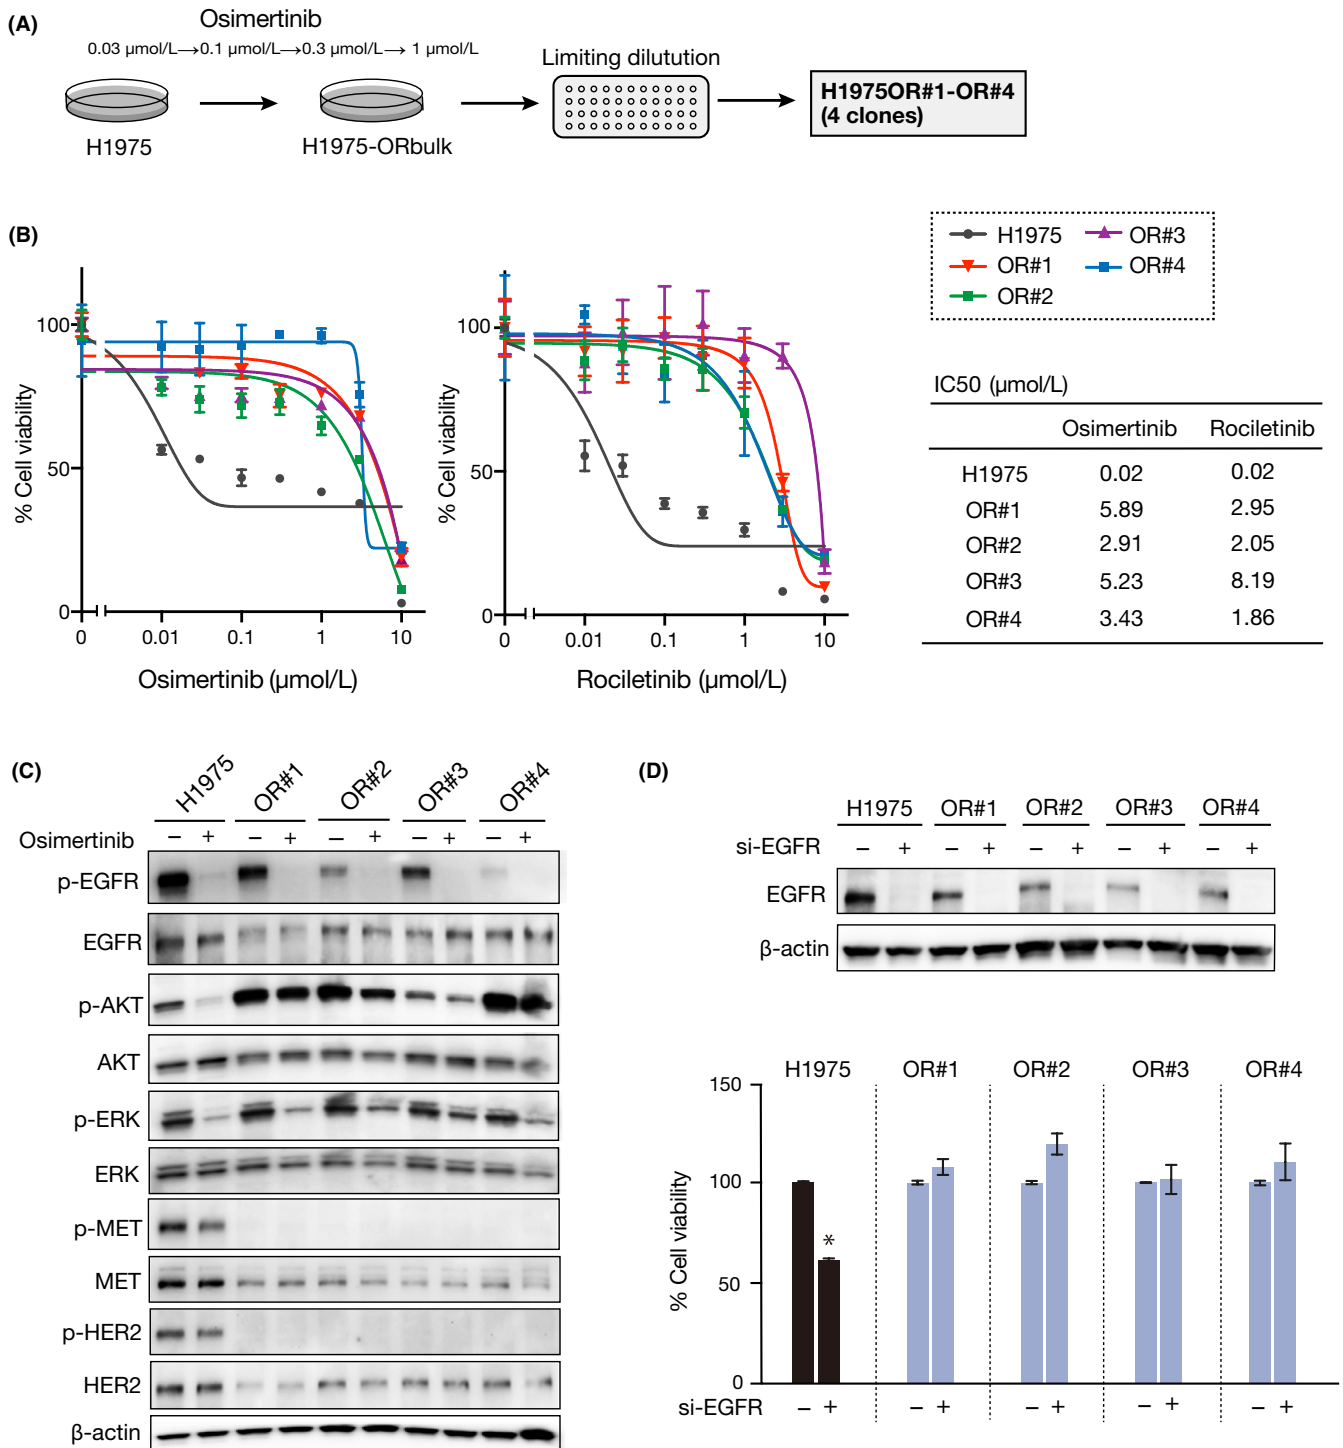 (A)
Osimertinib
0.03 µmol/L→0.1 µmol/L→0.3 µmol/L→ 1 µmol/L
H1975
H1975-ORbulk
Limiting dilutution
H1975OR#1-OR#4
(4 clones)
(B)
% Cell viability
100
50
0
0 0.01 0.1 1 10
Osimertinib (µmol/L)
% Cell viability
100
50
0
0 0.01 0.1 1 10
Rociletinib (µmol/L)
H1975 OR#3
OR#1 OR#4
OR#2
IC50 (µmol/L)
Osimertinib Rociletinib
H1975 0.02 0.02
OR#1 5.89 2.95
OR#2 2.91 2.05
OR#3 5.23 8.19
OR#4 3.43 1.86
(C)
H1975 OR#1 OR#2 OR#3 OR#4
Osimertinib − + − + − + − + − +
p-EGFR
EGFR
p-AKT
AKT
p-ERK
ERK
p-MET
MET
p-HER2
HER2
β-actin
(D)
H1975 OR#1 OR#2 OR#3 OR#4
si-EGFR − + − + − + − + − +
EGFR
β-actin
H1975 OR#1 OR#2 OR#3 OR#4
% Cell viability
150
100
50
0
*
si-EGFR − + − + − + − + − +